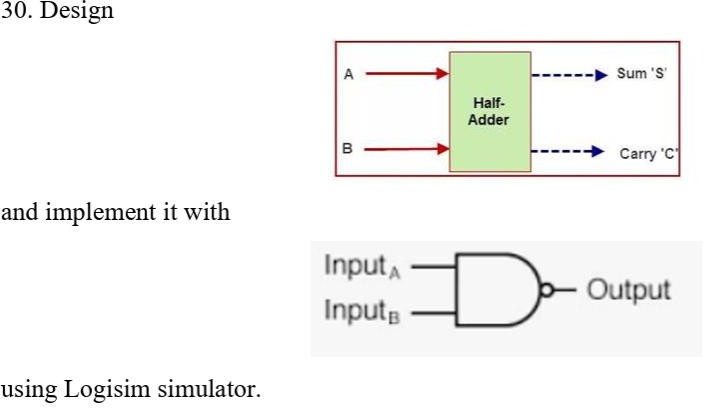 30. Design
A
Sum 'S'
Half-
Adder
B
Carry 'C'
and implement it with
Input A
Output
Input B
using Logisim simulator.